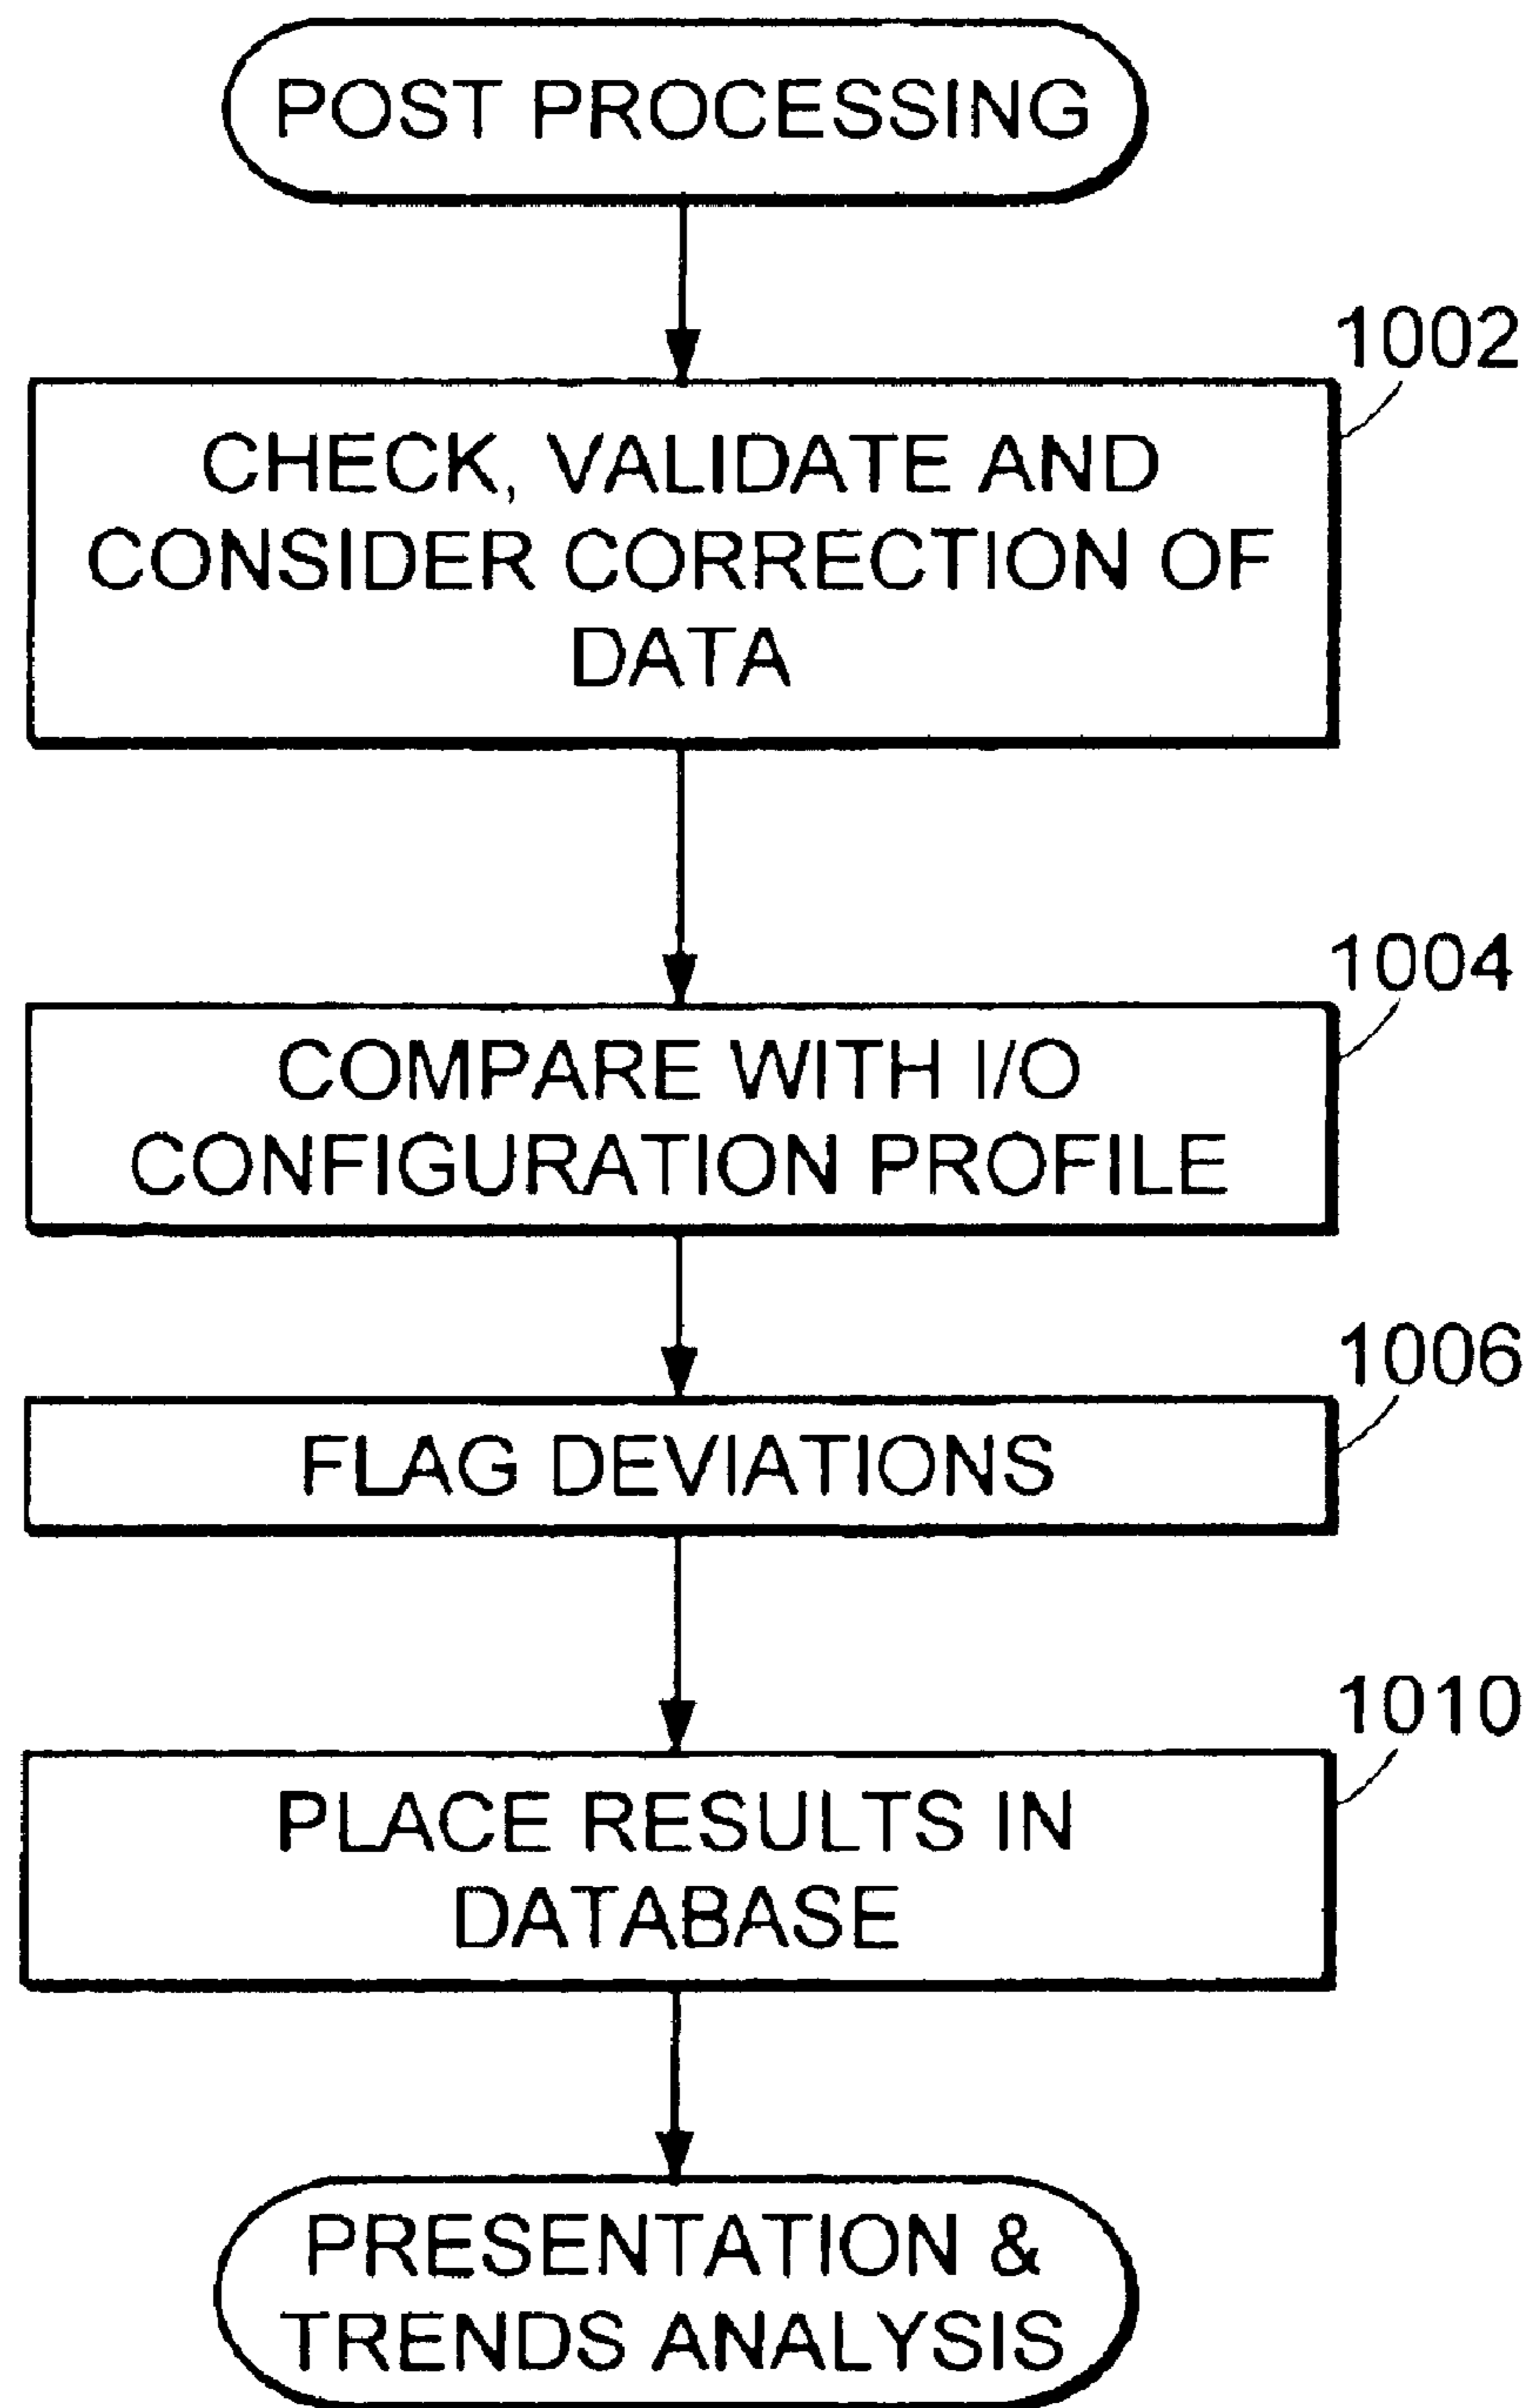 POST PROCESSING
1002
CHECK, VALIDATE AND
CONSIDER CORRECTION OF
DATA
1004
COMPARE WITH I/O
CONFIGURATION PROFILE
1006
FLAG DEVIATIONS
1010
PLACE RESULTS IN
DATABASE
PRESENTATION &
TRENDS ANALYSIS